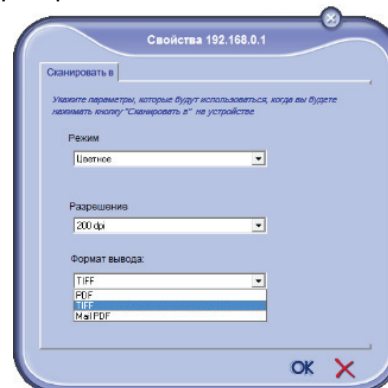 Свойства 192.168.0.1
Сканировать в
Укажите параметры, которые будут использоваться, когда вы будете
нажимать кнопку "Сканировать в" на устройстве
Режим
Цветное
Разрешение
200 dpi
Формат вывода:
TIFF
PDF
TIFF
Mail PDF
OK